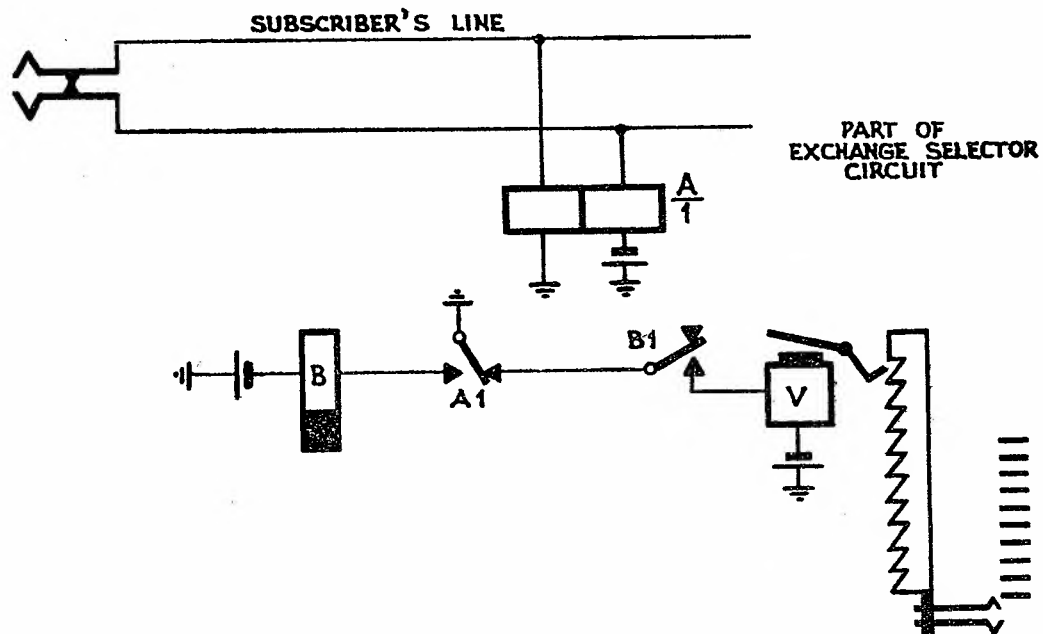 SUBSCRIBER'S LINE
PART OF
EXCHANGE SELECTOR
CIRCUIT
A
1
B1
B
A1
V